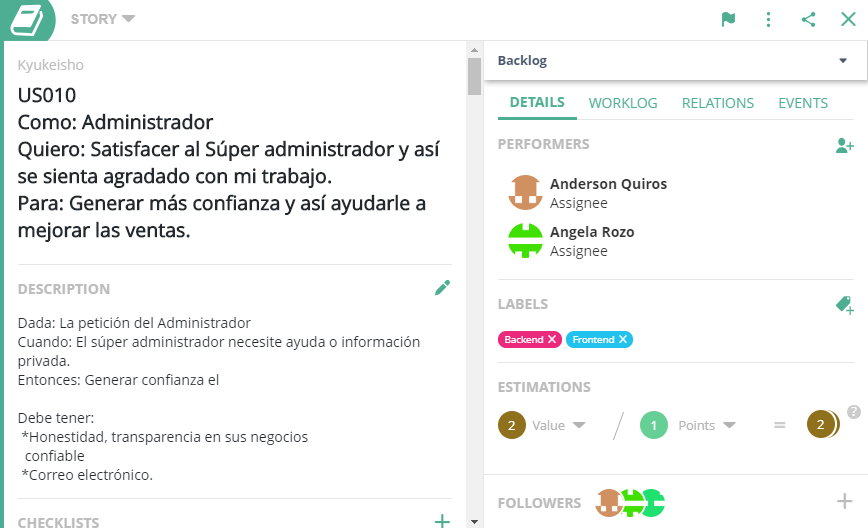 STORY
Kyukeisho
US010
Como: Administrador
Quiero: Satisfacer al Súper administrador y así
se sienta agradado con mi trabajo.
Para: Generar más confianza y así ayudarle a
mejorar las ventas.
DESCRIPTION
Dada: La petición del Administrador
Cuando: El súper administrador necesite ayuda o información
privada.
Entonces: Generar confianza el
Debe tener:
*Honestidad, transparencia en sus negocios
confiable
*Correo electrónico.
CHECKLISTS
Backlog
DETAILS WORKLOG RELATIONS EVENTS
PERFORMERS
Anderson Quiros
Assignee
Angela Rozo
Assignee
LABELS
Backend X Frontend X
ESTIMATIONS
2 Value / 1 Points = 2 ?
FOLLOWERS